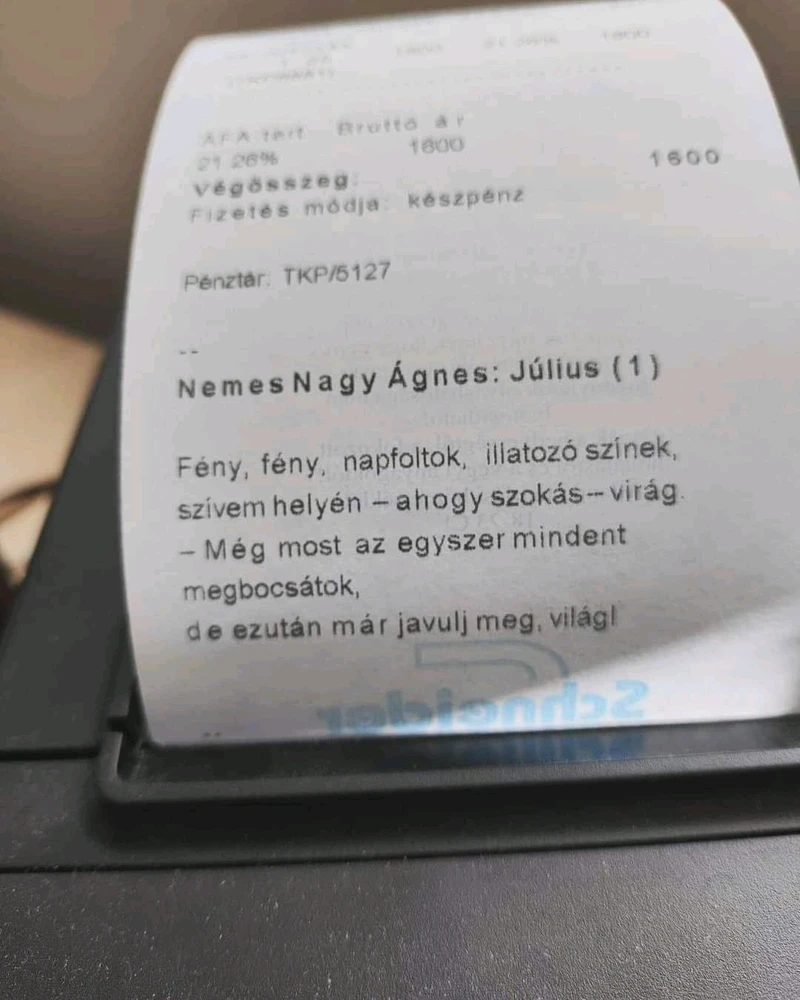 ÁFA tart. Bruttó ár
21.26% 1600
Végösszeg: 1600
Fizetés módja: készpénz
Pénztár: TKP/5127
--
Nemes Nagy Ágnes: Július (1)
Fény, fény, napfoltok, illatozó színek,
szívem helyén – ahogy szokás -- virág.
– Még most az egyszer mindent
megbocsátok,
de ezután már javulj meg, világ!
Schneider
--